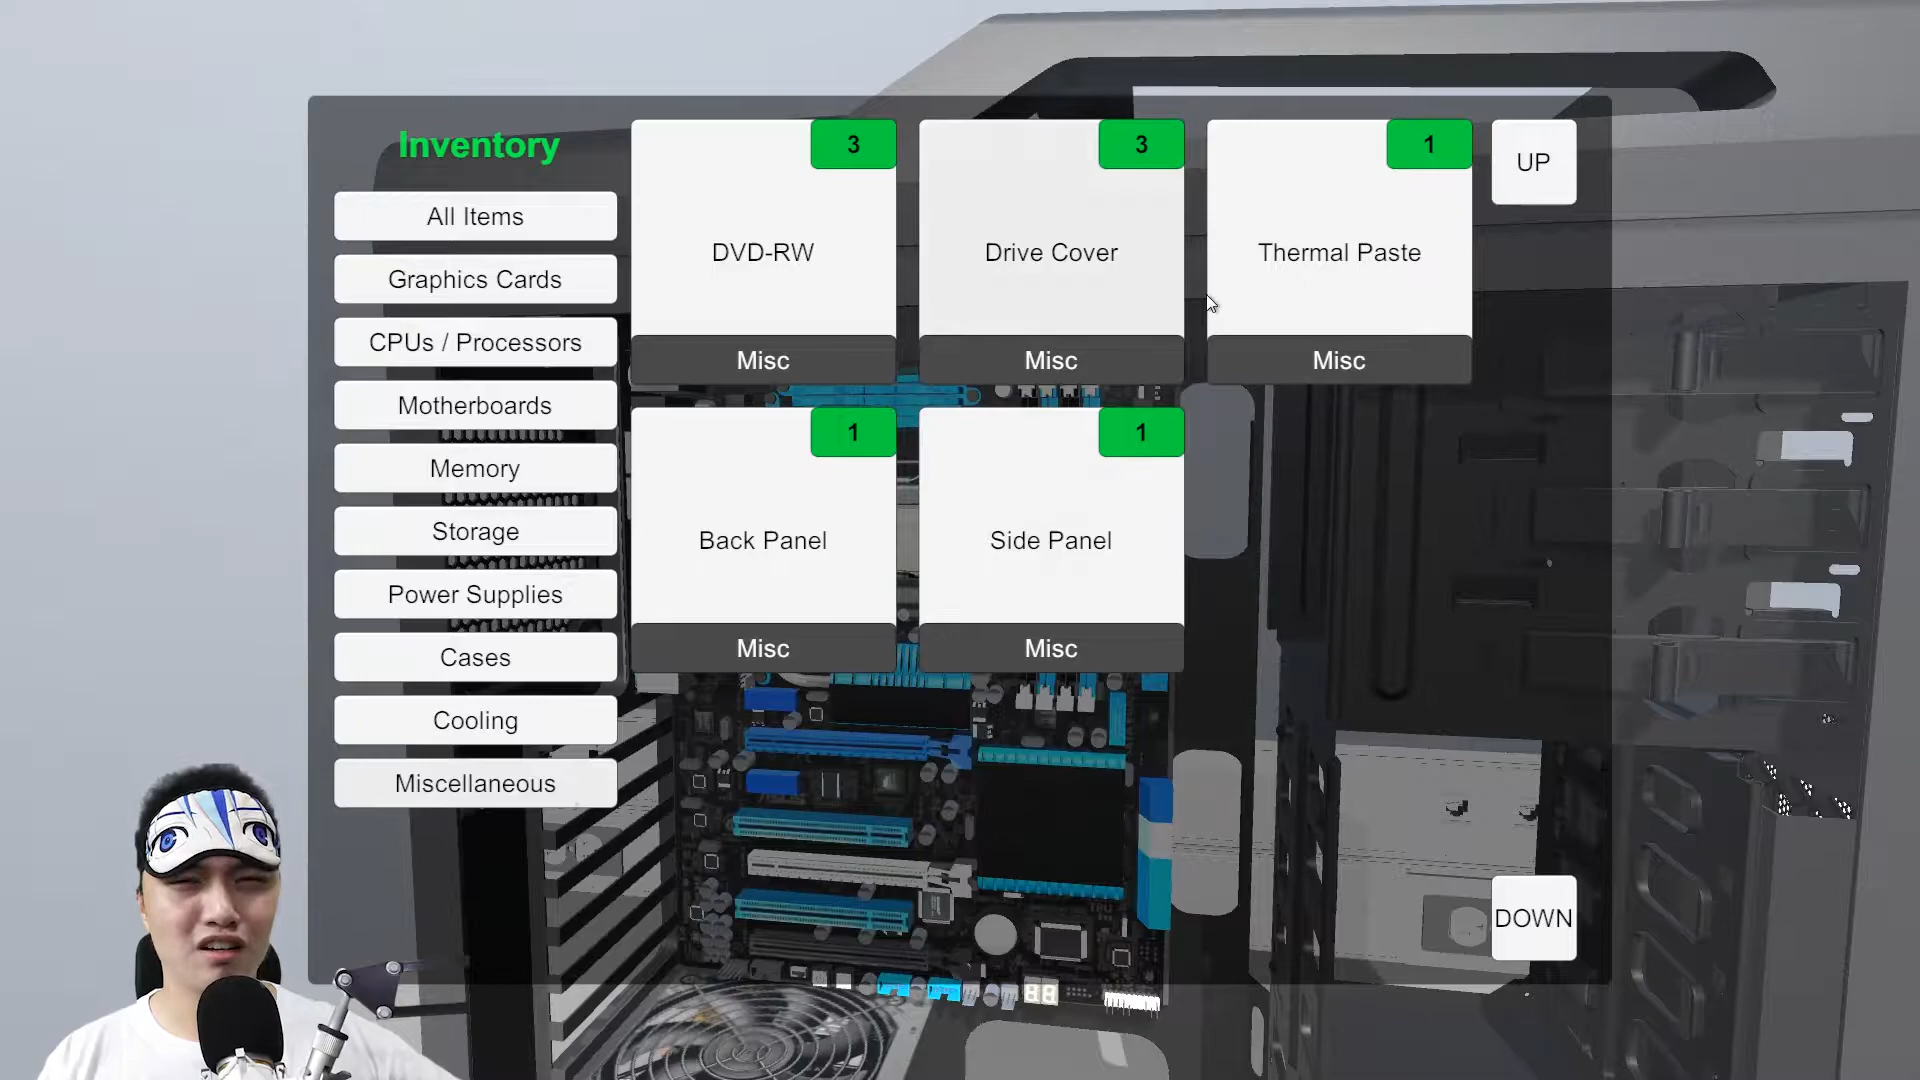 Inventory
All Items
Graphics Cards
CPUs / Processors
Motherboards
Memory
Storage
Power Supplies
Cases
Cooling
Miscellaneous
3
DVD-RW
Misc
3
Drive Cover
Misc
1
Thermal Paste
Misc
1
Back Panel
Misc
1
Side Panel
Misc
UP
DOWN